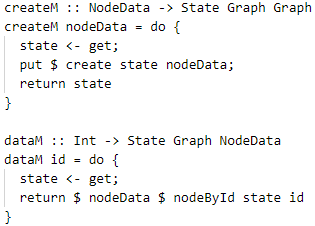 createM :: NodeData -> State Graph Graph
createM nodeData = do {
  state <- get;
  put $ create state nodeData;
  return state
}

dataM :: Int -> State Graph NodeData
dataM id = do {
  state <- get;
  return $ nodeData $ nodeById state id
}